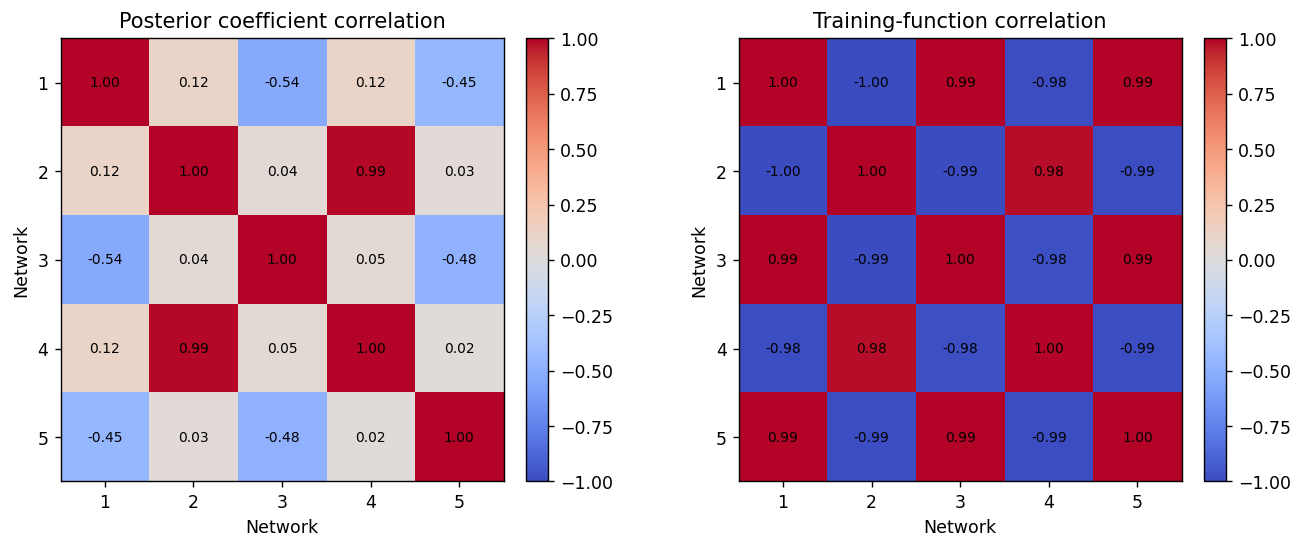 Posterior coefficient correlation
1.00 0.12 -0.54 0.12 -0.45
0.12 1.00 0.04 0.99 0.03
-0.54 0.04 1.00 0.05 -0.48
0.12 0.99 0.05 1.00 0.02
-0.45 0.03 -0.48 0.02 1.00
1
2
3
4
5
Network
1 2 3 4 5
Network
1.00
0.75
0.50
0.25
0.00
−0.25
−0.50
−0.75
−1.00
Training-function correlation
1.00 -1.00 0.99 -0.98 0.99
-1.00 1.00 -0.99 0.98 -0.99
0.99 -0.99 1.00 -0.98 0.99
-0.98 0.98 -0.98 1.00 -0.99
0.99 -0.99 0.99 -0.99 1.00
1
2
3
4
5
Network
1 2 3 4 5
Network
1.00
0.75
0.50
0.25
0.00
−0.25
−0.50
−0.75
−1.00